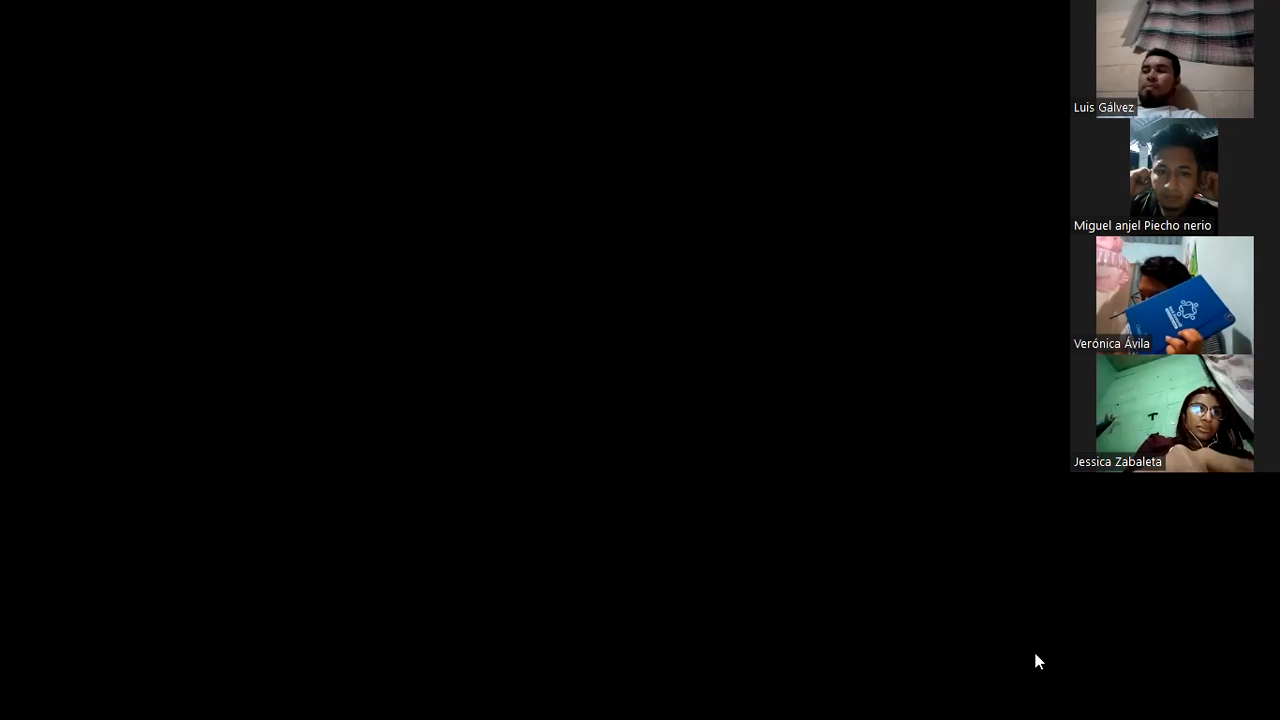 Luis Gálvez
Miguel anjel Piecho nerio
Verónica Ávila
Jessica Zabaleta